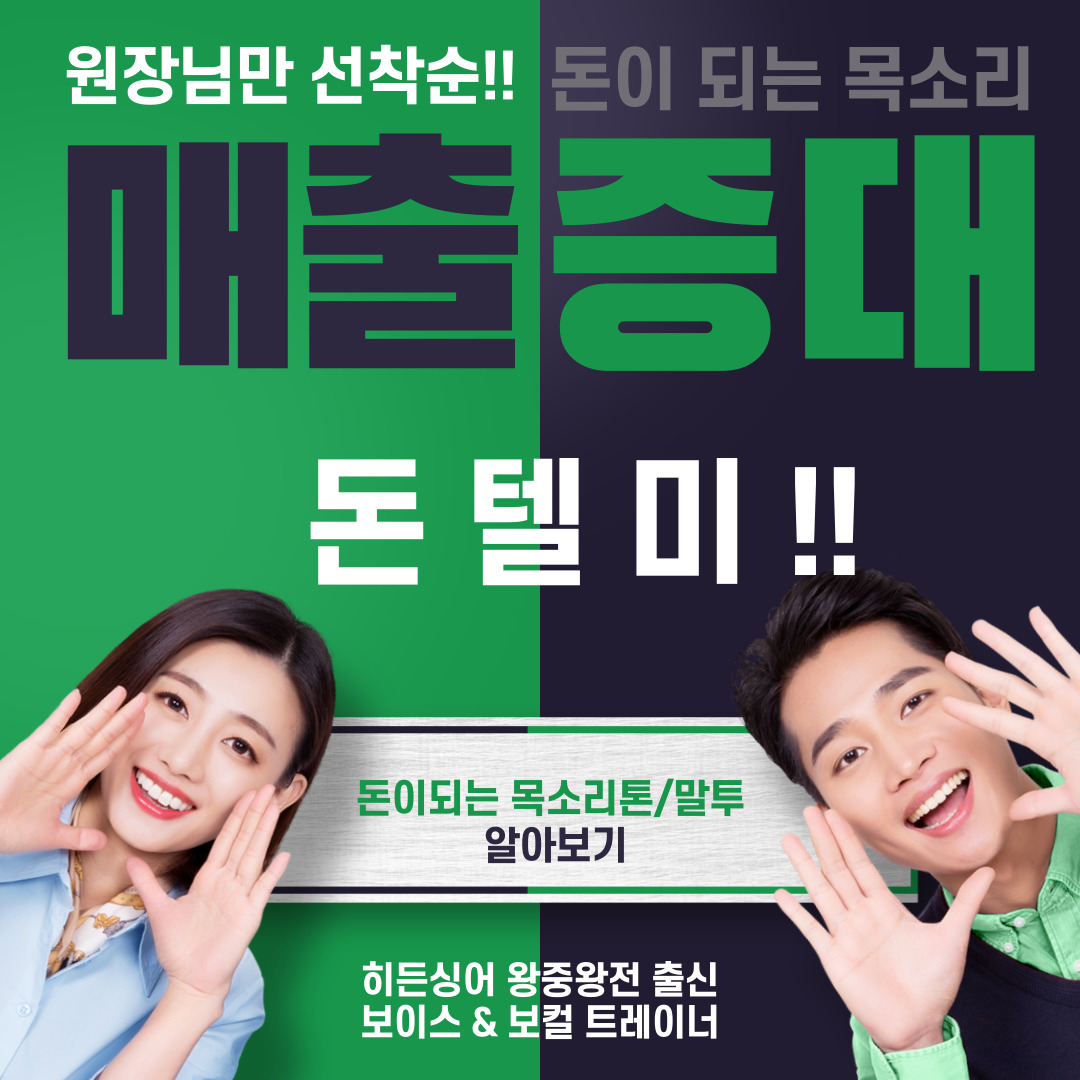 원장님만 선착순!! 돈이 되는 목소리
매출증대
돈텔미!!
돈이되는 목소리톤/말투
알아보기
히든싱어 왕중왕전 출신
보이스 & 보컬 트레이너